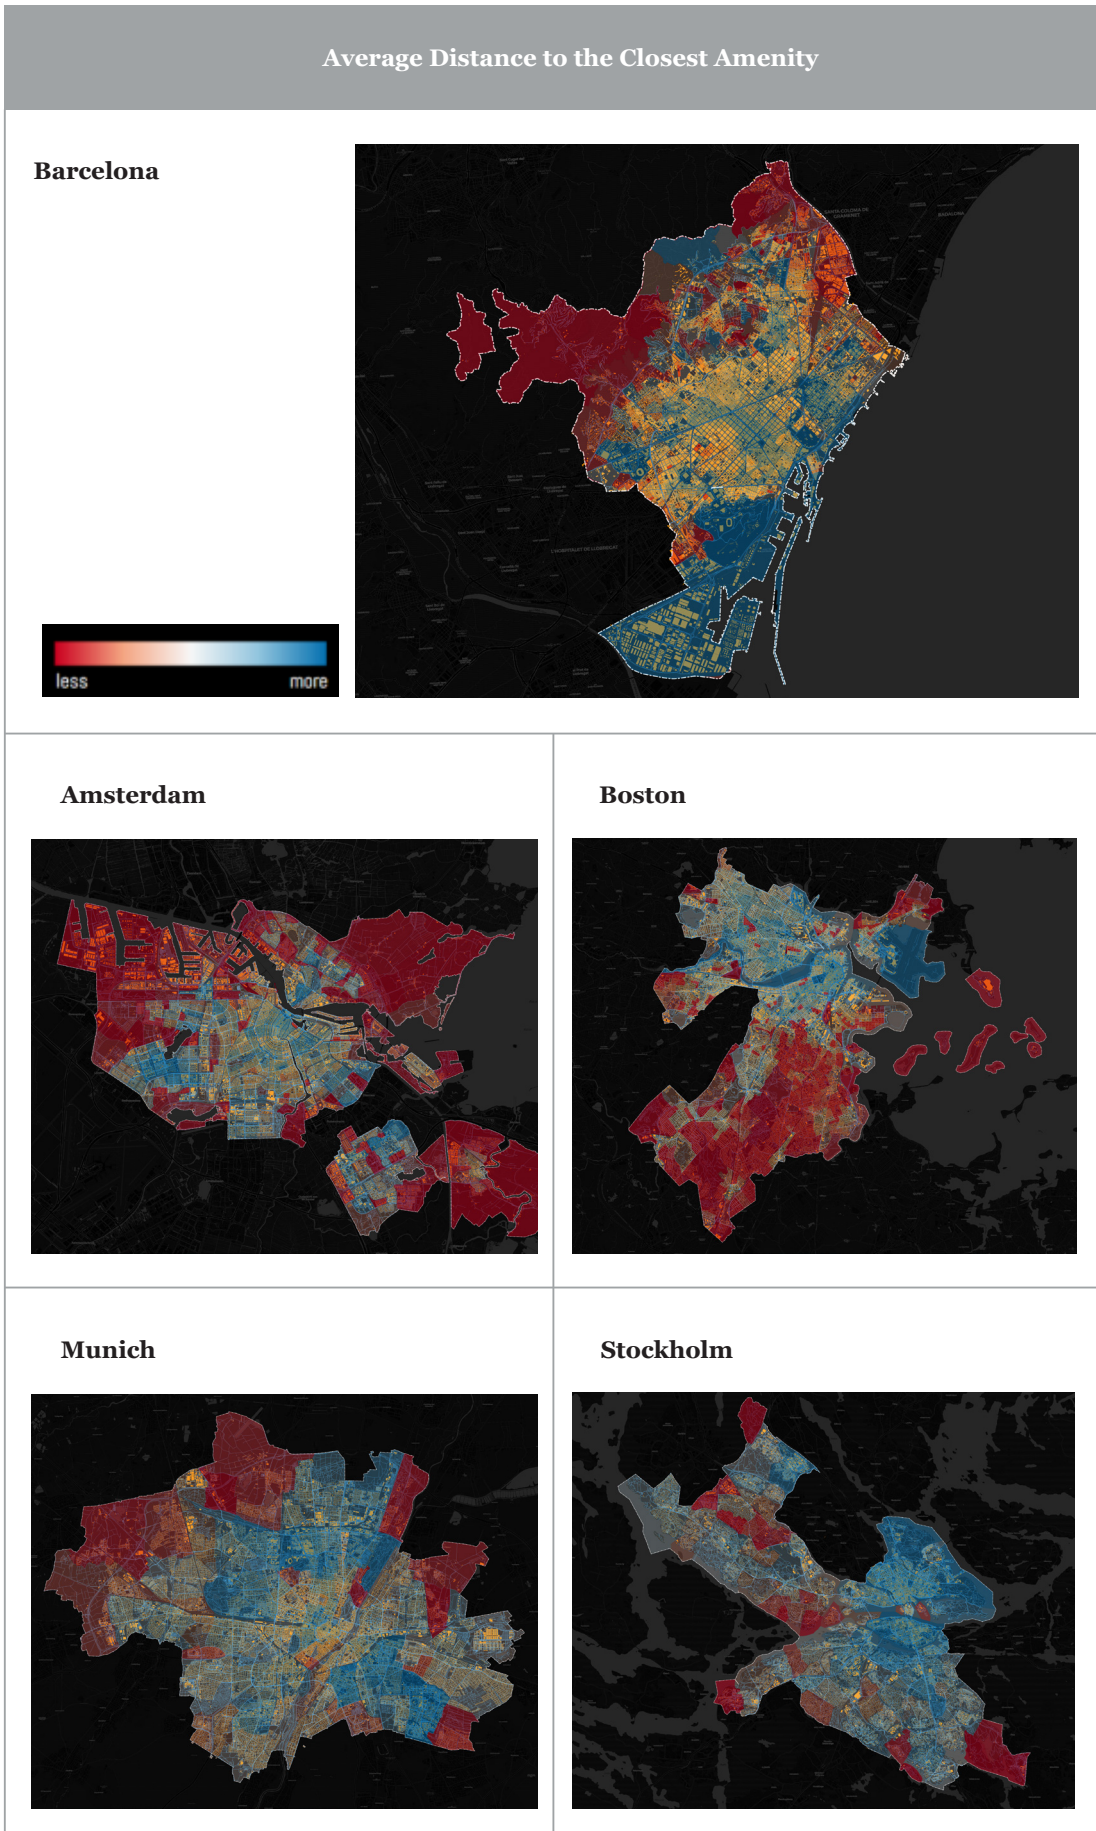 Average Distance to the Closest Amenity
Barcelona
less more
Amsterdam
Boston
Munich
Stockholm